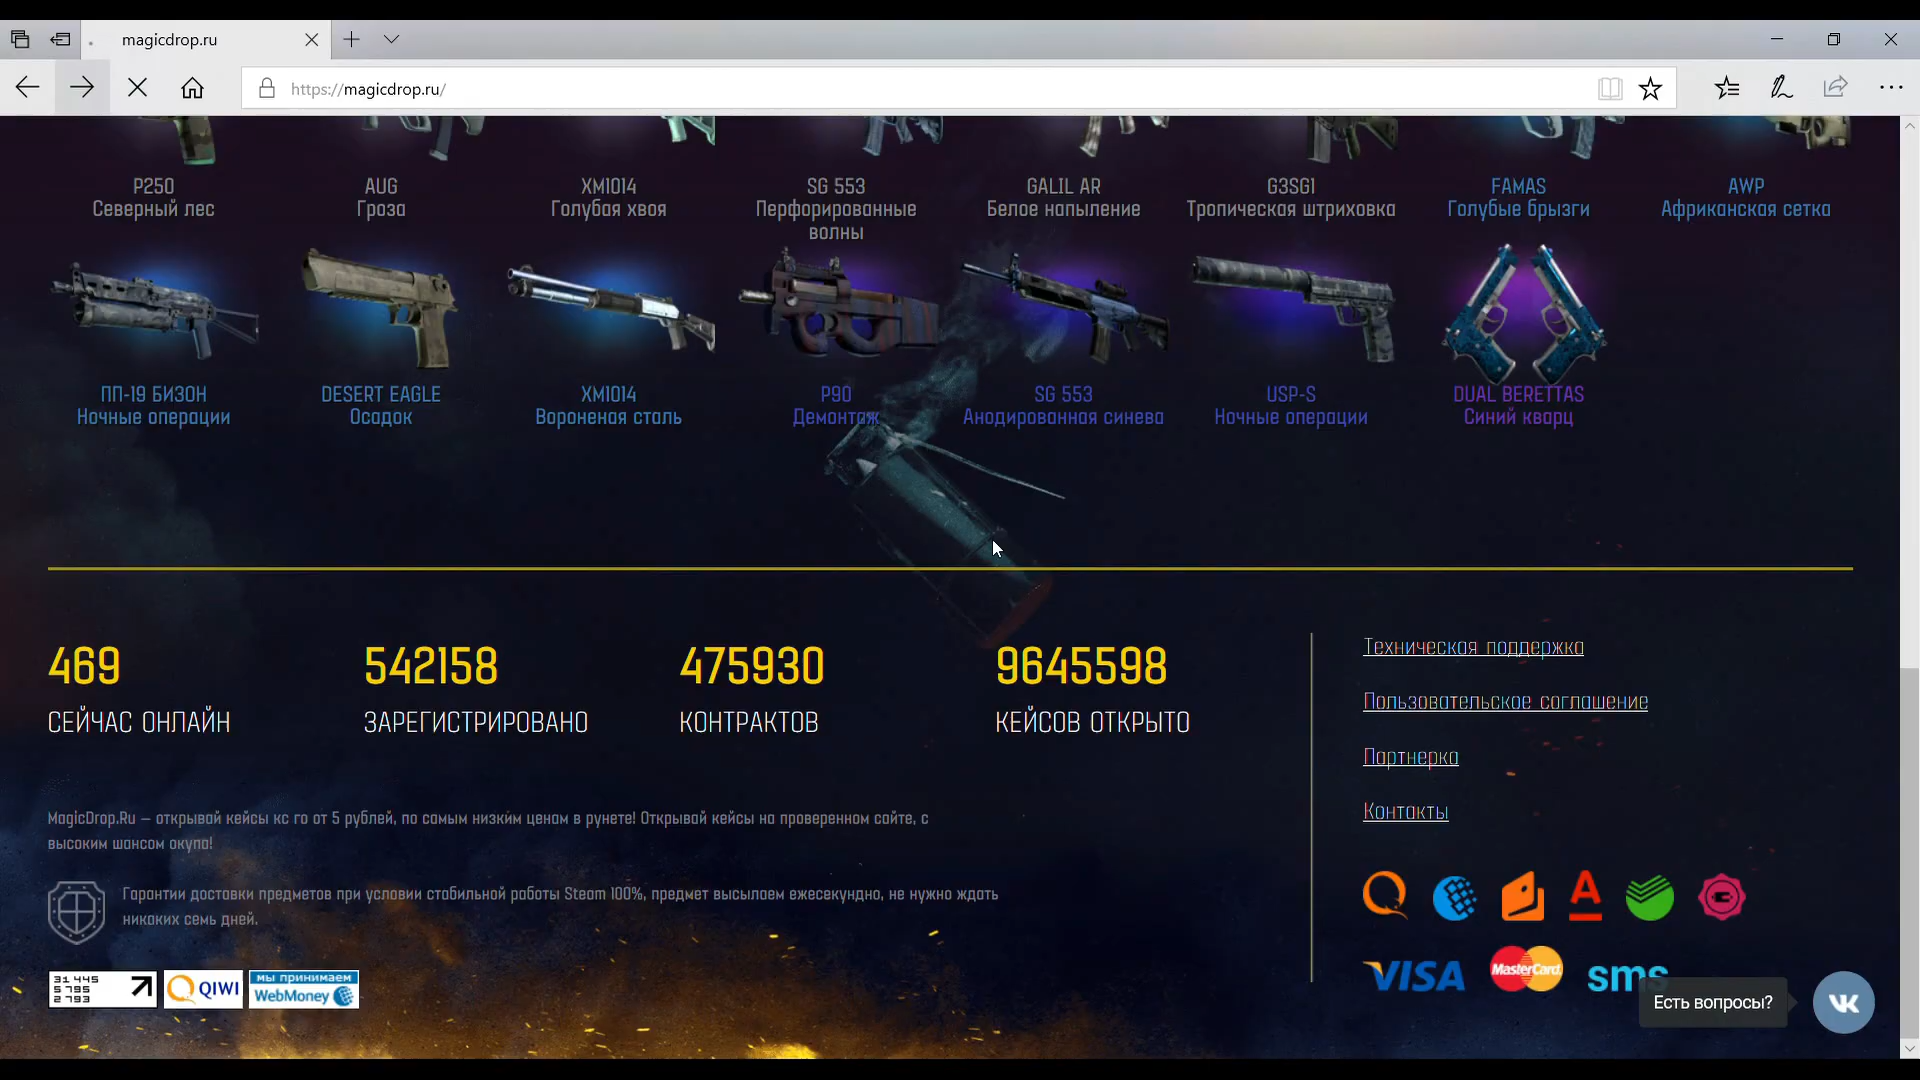 magicdrop.ru
https://magicdrop.ru/
P250
Северный лес
AUG
Гроза
XM1014
Голубая хвоя
SG 553
Перфорированные
волны
GALIL AR
Белое напыление
G3SG1
Тропическая штриховка
FAMAS
Голубые брызги
AWP
Африканская сетка
ПП-19 БИЗОН
Ночные операции
DESERT EAGLE
Осадок
XM1014
Вороненая сталь
P90
Демонтаж
SG 553
Анодированная синева
USP-S
Ночные операции
DUAL BERETTAS
Синий кварц
469
СЕЙЧАС ОНЛАЙН
542158
ЗАРЕГИСТРИРОВАНО
475930
КОНТРАКТОВ
9645598
КЕЙСОВ ОТКРЫТО
Техническая поддержка
Пользовательское соглашение
Партнерка
Контакты
MagicDrop.Ru – открывай кейсы кс го от 5 рублей, по самым низким ценам в рунете! Открывай кейсы на проверенном сайте, с
высоким шансом окупа!
Гарантии доставки предметов при условии стабильной работы Steam 100%, предмет высылаем ежесекундно, не нужно ждать
никаких семь дней.
31 445
5 795
2 793
QIWI
мы принимаем
WebMoney
VISA
MasterCard
sms
Есть вопросы?